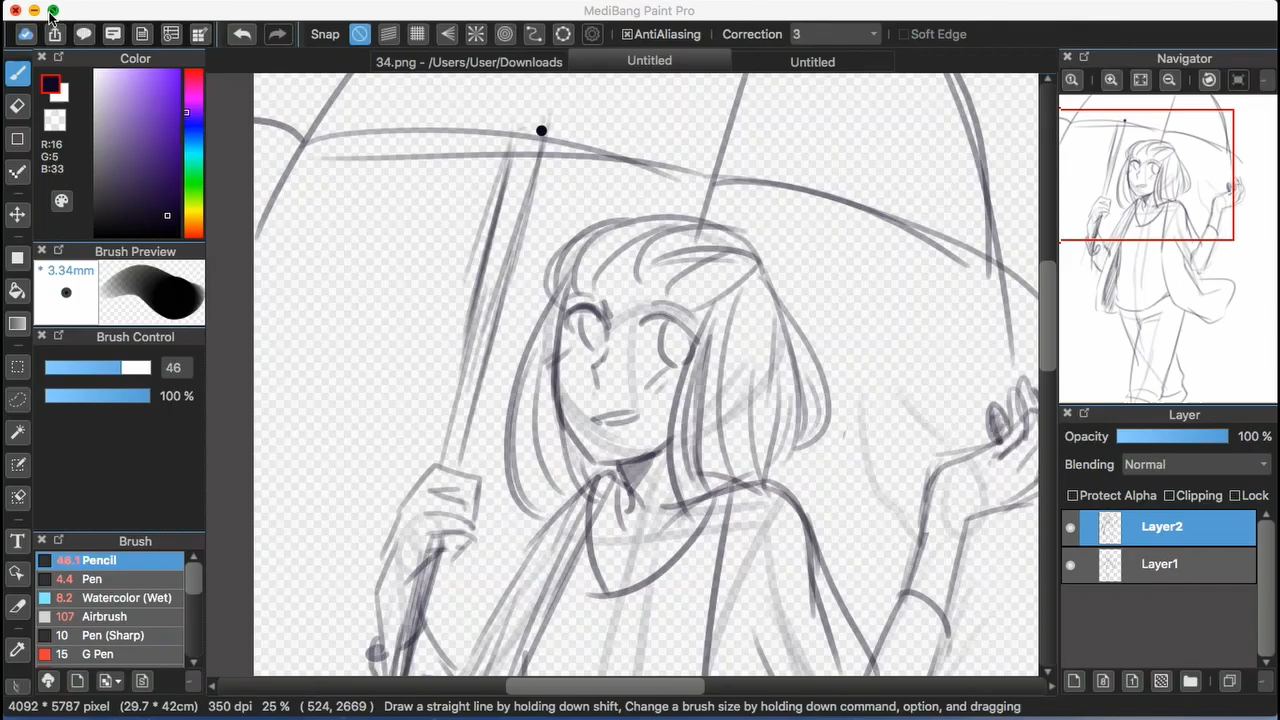 MediBang Paint Pro
Snap
AntiAliasing
Correction
3
Soft Edge
34.png - /Users/User/Downloads
Untitled
Untitled
Color
R:16
G:5
B:33
Brush Preview
* 3.34mm
Brush Control
46
100 %
Brush
46.1 Pencil
4.4 Pen
8.2 Watercolor (Wet)
107 Airbrush
10 Pen (Sharp)
15 G Pen
Navigator
Layer
Opacity 100 %
Blending Normal
Protect Alpha Clipping Lock
Layer2
Layer1
4092 * 5787 pixel (29.7 * 42cm) 350 dpi 25 % ( 524, 2669 ) Draw a straight line by holding down shift, Change a brush size by holding down command, option, and dragging